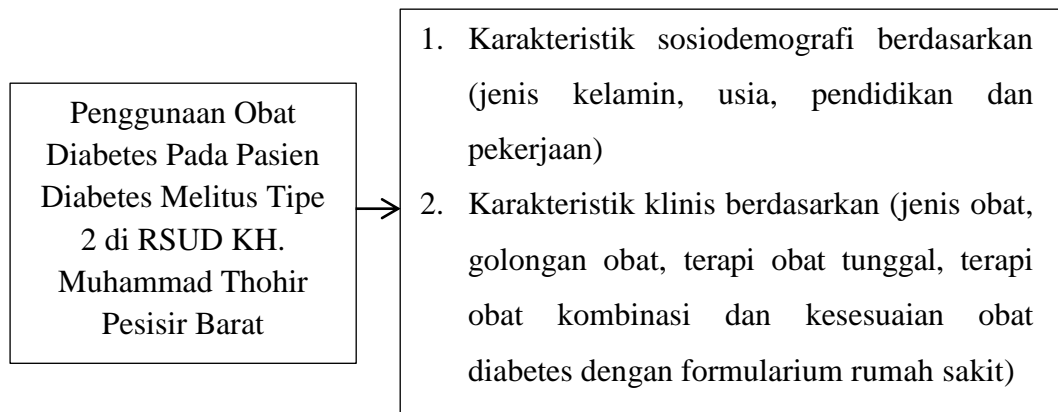 Penggunaan Obat
Diabetes Pada Pasien
Diabetes Melitus Tipe
2 di RSUD KH.
Muhammad Thohir
Pesisir Barat
1. Karakteristik sosiodemografi berdasarkan
(jenis kelamin, usia, pendidikan dan
pekerjaan)
2. Karakteristik klinis berdasarkan (jenis obat,
golongan obat, terapi obat tunggal, terapi
obat kombinasi dan kesesuaian obat
diabetes dengan formularium rumah sakit)